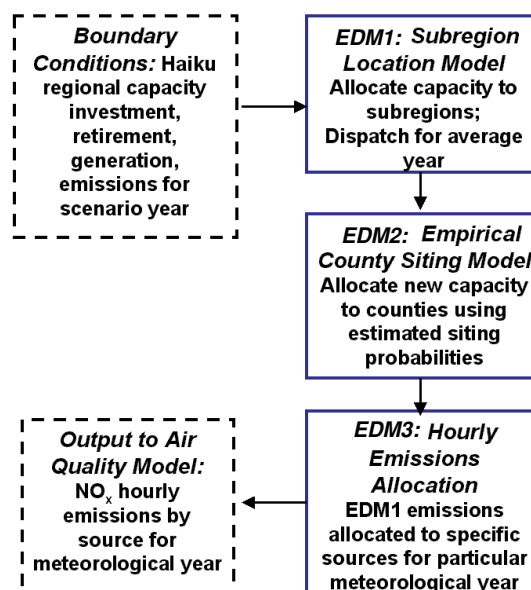 Boundary
Conditions: Haiku
regional capacity
investment,
retirement,
generation,
emissions for
scenario year
EDM1: Subregion
Location Model
Allocate capacity to
subregions;
Dispatch for average
year
EDM2: Empirical
County Siting Model
Allocate new capacity
to counties using
estimated siting
probabilities
EDM3: Hourly
Emissions
Allocation
EDM1 emissions
allocated to specific
sources for particular
meteorological year
Output to Air
Quality Model:
NOx hourly
emissions by
source for
meteorological year